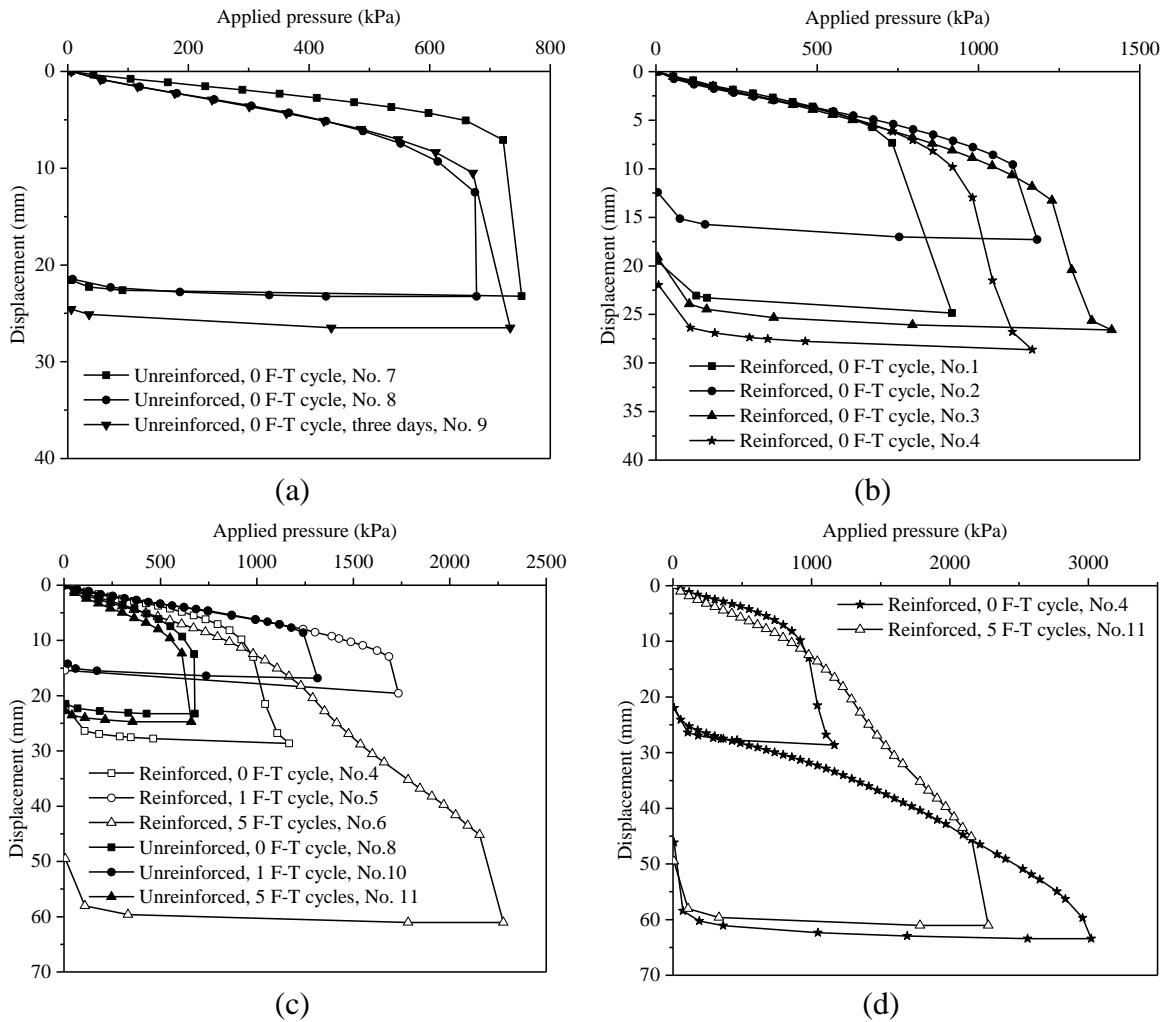 Applied pressure (kPa)
0 200 400 600 800
0
10
20
30
40
Displacement (mm)
Unreinforced, 0 F-T cycle, No. 7
Unreinforced, 0 F-T cycle, No. 8
Unreinforced, 0 F-T cycle, three days, No. 9
(a)
Applied pressure (kPa)
0 500 1000 1500
0
5
10
15
20
25
30
35
40
Displacement (mm)
Reinforced, 0 F-T cycle, No.1
Reinforced, 0 F-T cycle, No.2
Reinforced, 0 F-T cycle, No.3
Reinforced, 0 F-T cycle, No.4
(b)
Applied pressure (kPa)
0 500 1000 1500 2000 2500
0
10
20
30
40
50
60
70
Displacement (mm)
Reinforced, 0 F-T cycle, No.4
Reinforced, 1 F-T cycle, No.5
Reinforced, 5 F-T cycles, No.6
Unreinforced, 0 F-T cycle, No.8
Unreinforced, 1 F-T cycle, No.10
Unreinforced, 5 F-T cycles, No. 11
(c)
Applied pressure (kPa)
0 1000 2000 3000
0
10
20
30
40
50
60
70
Displacement (mm)
Reinforced, 0 F-T cycle, No.4
Reinforced, 5 F-T cycles, No.11
(d)